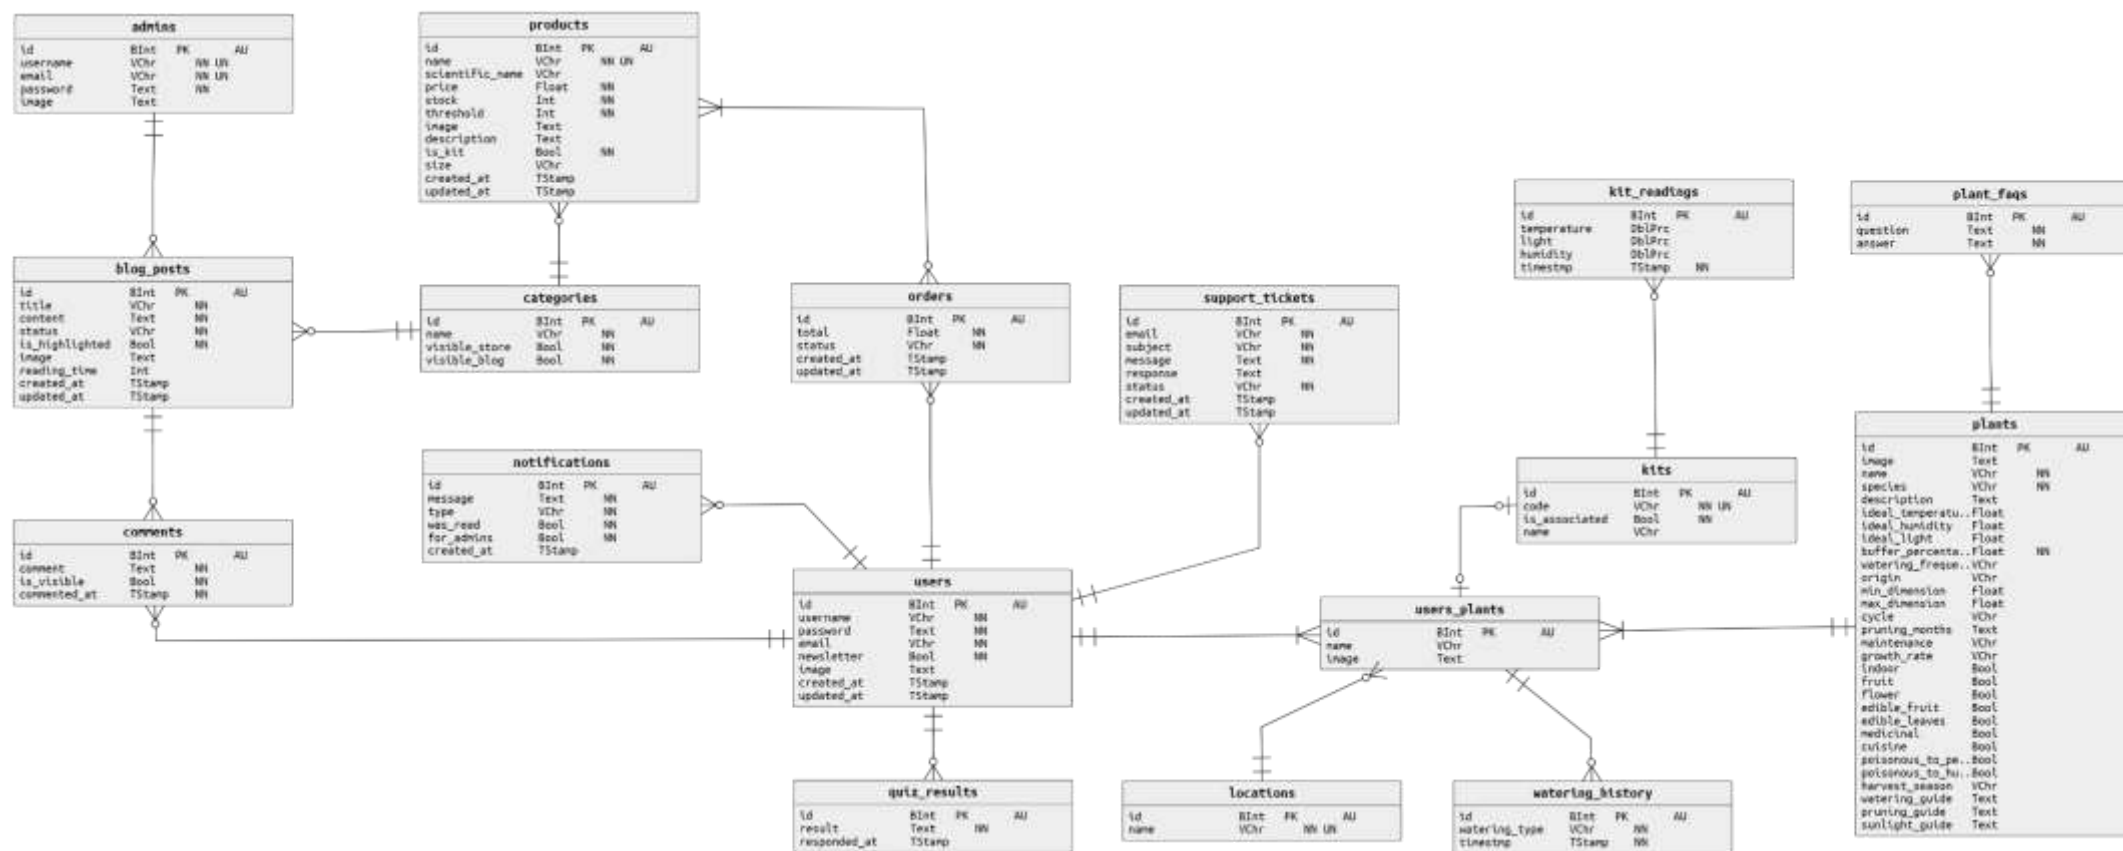 admins
id BInt PK AU
username VChr NN UN
email VChr NN UN
password Text NN
image Text
products
id BInt PK AU
name VChr NN UN
scientific_name VChr
price Float NN
stock Int NN
threshold Int NN
image Text
description Text
is_kit Bool NN
size VChr
created_at TStamp
updated_at TStamp
kit_readings
id BInt PK AU
temperature DblPrc
light DblPrc
humidity DblPrc
timestmp TStamp NN
plant_faqs
id BInt PK AU
question Text NN
answer Text NN
blog_posts
id BInt PK AU
title VChr NN
content Text NN
status VChr NN
is_highlighted Bool NN
image Text
reading_time Int
created_at TStamp
updated_at TStamp
categories
id BInt PK AU
name VChr NN
visible_store Bool NN
visible_blog Bool NN
orders
id BInt PK AU
total Float NN
status VChr NN
created_at TStamp
updated_at TStamp
support_tickets
id BInt PK AU
email VChr NN
subject VChr NN
message Text NN
response Text
status VChr NN
created_at TStamp
updated_at TStamp
notifications
id BInt PK AU
message Text NN
type VChr NN
was_read Bool NN
for_admins Bool NN
created_at TStamp
kits
id BInt PK AU
code VChr NN UN
is_associated Bool NN
name VChr
plants
id BInt PK AU
image Text
name VChr NN
species VChr NN
description Text
ideal_temperatu..Float
ideal_humidity Float
ideal_light Float
buffer_percenta..Float NN
watering_freque..VChr
origin VChr
min_dimension Float
max_dimension Float
cycle VChr
pruning_months Text
maintenance VChr
growth_rate VChr
indoor Bool
fruit Bool
flower Bool
edible_fruit Bool
edible_leaves Bool
medicinal Bool
cuisine Bool
poisonous_to_pe..Bool
poisonous_to_hu..Bool
harvest_season VChr
watering_guide Text
pruning_guide Text
sunlight_guide Text
comments
id BInt PK AU
comment Text NN
is_visible Bool NN
commented_at TStamp NN
users
id BInt PK AU
username VChr NN
password Text NN
email VChr NN
newsletter Bool NN
image Text
created_at TStamp
updated_at TStamp
users_plants
id BInt PK AU
name VChr
image Text
quiz_results
id BInt PK AU
result Text NN
responded_at TStamp
locations
id BInt PK AU
name VChr NN UN
watering_history
id BInt PK AU
watering_type VChr NN
timestmp TStamp NN